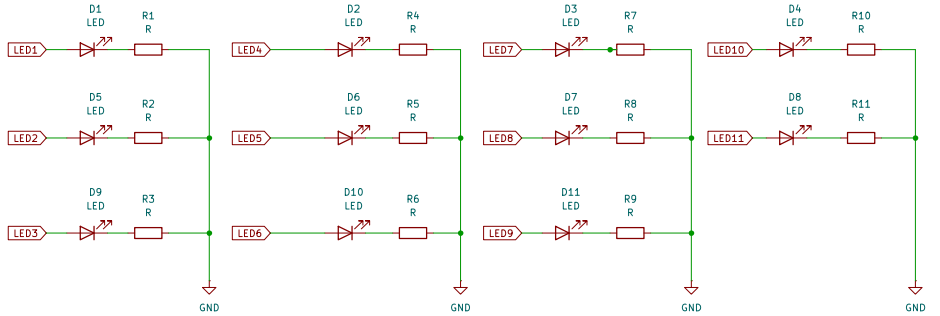 D1
LED
R1
R
D2
LED
R4
R
D3
LED
R7
R
D4
LED
R10
R
LED1
LED4
LED7
LED10
D5
LED
R2
R
D6
LED
R5
R
D7
LED
R8
R
D8
LED
R11
R
LED2
LED5
LED8
LED11
D9
LED
R3
R
D10
LED
R6
R
D11
LED
R9
R
LED3
LED6
LED9
GND
GND
GND
GND